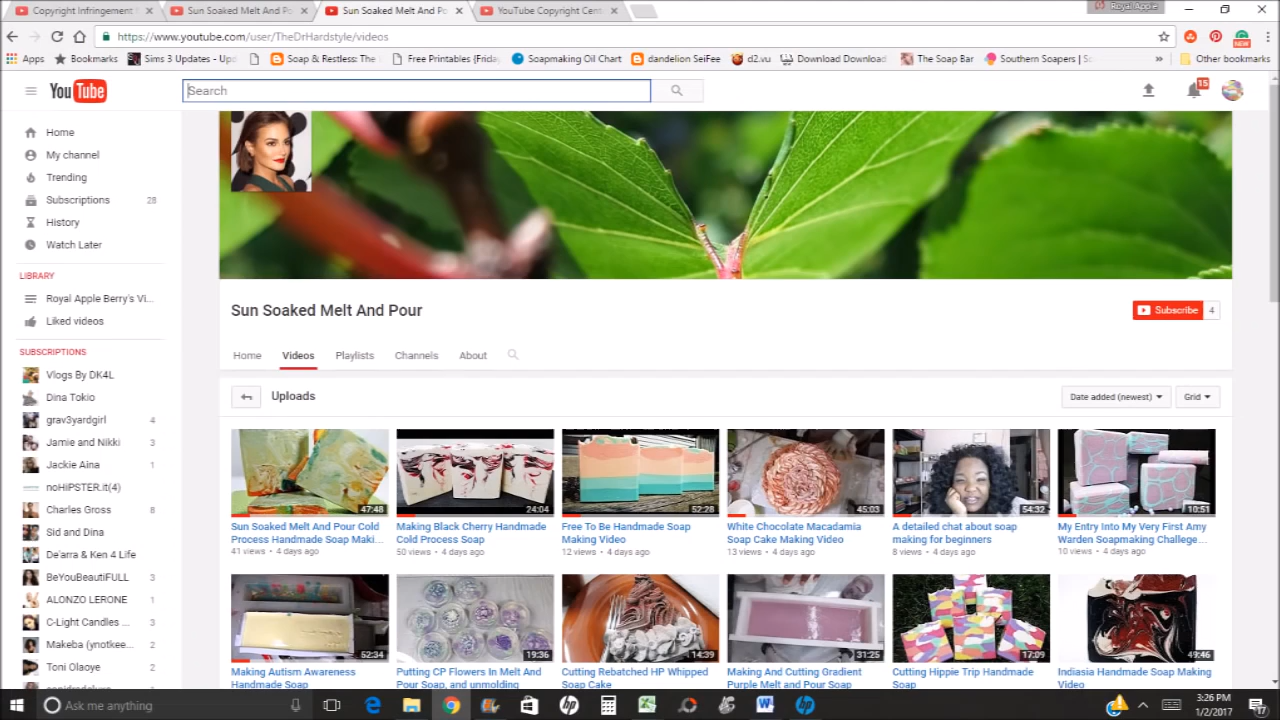 Copyright Infringement
Sun Soaked Melt And Po
Sun Soaked Melt And Po
YouTube Copyright Cent
Royal Apple
https://www.youtube.com/user/TheDrHardstyle/videos
Apps
Bookmarks
Sims 3 Updates - Up
Soap & Restless: The
Free Printables {Friday
Soapmaking Oil Chart
dandelion SeiFee
d2.vu
Download Download
The Soap Bar
Southern Soapers | S
»
Other bookmarks
NEW
YouTube
Search
15
Home
My channel
Trending
Subscriptions 28
History
Watch Later
LIBRARY
Royal Apple Berry's Vi...
Liked videos
SUBSCRIPTIONS
Vlogs By DK4L
Dina Tokio
grav3yardgirl 4
Jamie and Nikki 3
Jackie Aina 1
noHiPSTER.it(4)
Charles Gross 8
Sid and Dina
De'arra & Ken 4 Life
BeYouBeautiFULL 3
ALONZO LERONE 1
C-Light Candles ... 3
Makeba (ynotkee... 2
Toni Olaoye 2
Sun Soaked Melt And Pour
Subscribe 4
Home Videos Playlists Channels About
Uploads
Date added (newest)
Grid
47:48
24:04
52:28
45:03
54:32
10:51
Sun Soaked Melt And Pour Cold
Process Handmade Soap Maki...
41 views • 4 days ago
Making Black Cherry Handmade
Cold Process Soap
50 views • 4 days ago
Free To Be Handmade Soap
Making Video
12 views • 4 days ago
White Chocolate Macadamia
Soap Cake Making Video
13 views • 4 days ago
A detailed chat about soap
making for beginners
8 views • 4 days ago
My Entry Into My Very First Amy
Warden Soapmaking Challege...
10 views • 4 days ago
52:34
19:36
14:39
31:25
17:09
49:46
Making Autism Awareness
Handmade Soap
Putting CP Flowers In Melt And
Pour Soap, and unmolding
Cutting Rebatched HP Whipped
Soap Cake
Making And Cutting Gradient
Purple Melt and Pour Soap
Cutting Hippie Trip Handmade
Soap
Indiasia Handmade Soap Making
Video
Ask me anything
3:26 PM
1/2/2017
17